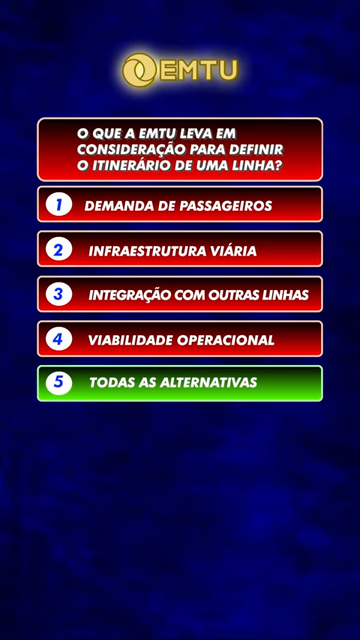 EMTU
O QUE A EMTU LEVA EM
CONSIDERAÇÃO PARA DEFINIR
O ITINERÁRIO DE UMA LINHA?
1 DEMANDA DE PASSAGEIROS
2 INFRAESTRUTURA VIÁRIA
3 INTEGRAÇÃO COM OUTRAS LINHAS
4 VIABILIDADE OPERACIONAL
5 TODAS AS ALTERNATIVAS